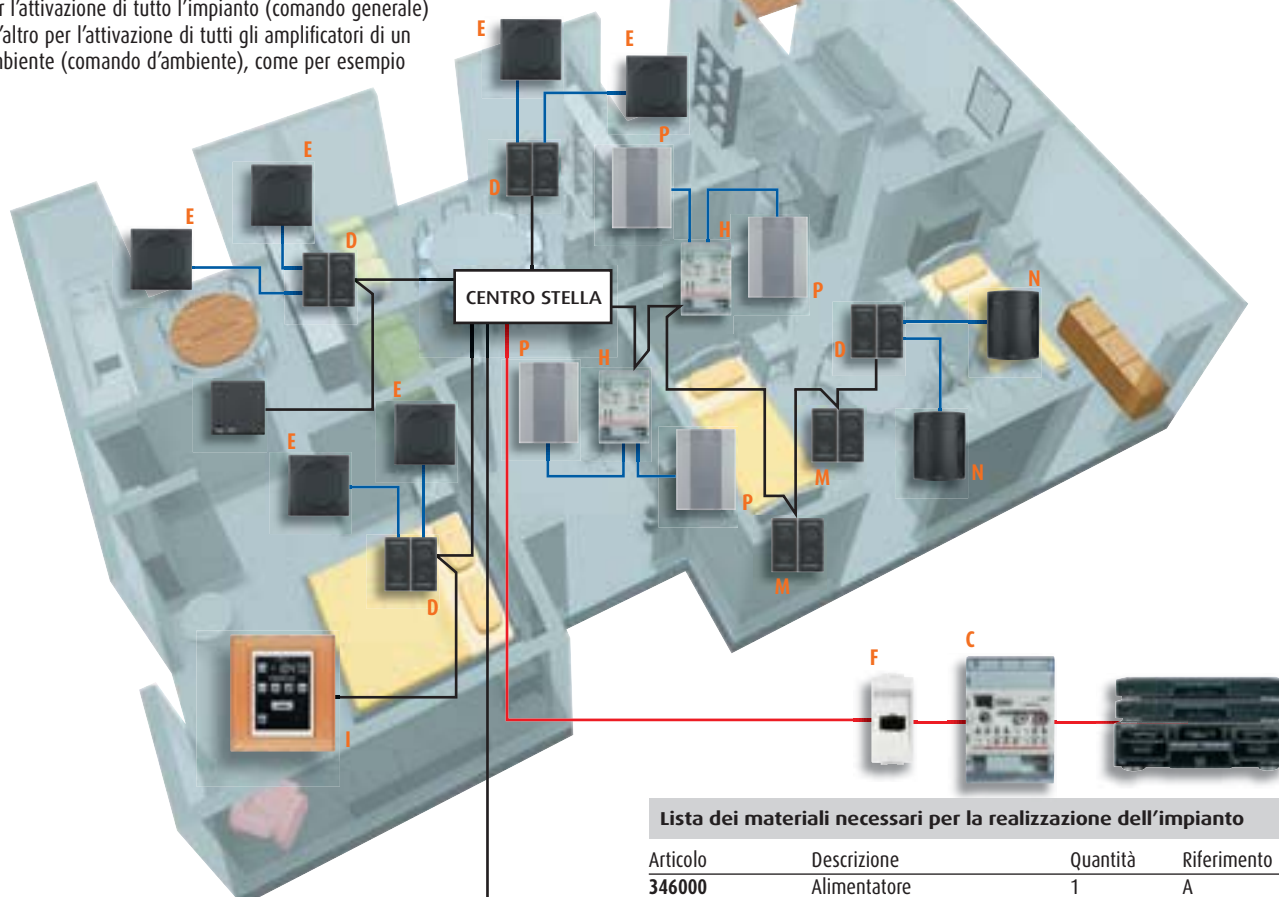 l'attivazione di tutto l'impianto (comando generale)
l'altro per l'attivazione di tutti gli amplificatori di un
(comando d'ambiente), come per esempio
E
E
P
D
E
E
D
H
P
N
D
CENTRO STELLA
P
H
E
E
N
M
P
M
D
I
F
C
Lista dei materiali necessari per la realizzazione dell'impianto
Articolo Descrizione Quantità Riferimento
346000 Alimentatore 1 A